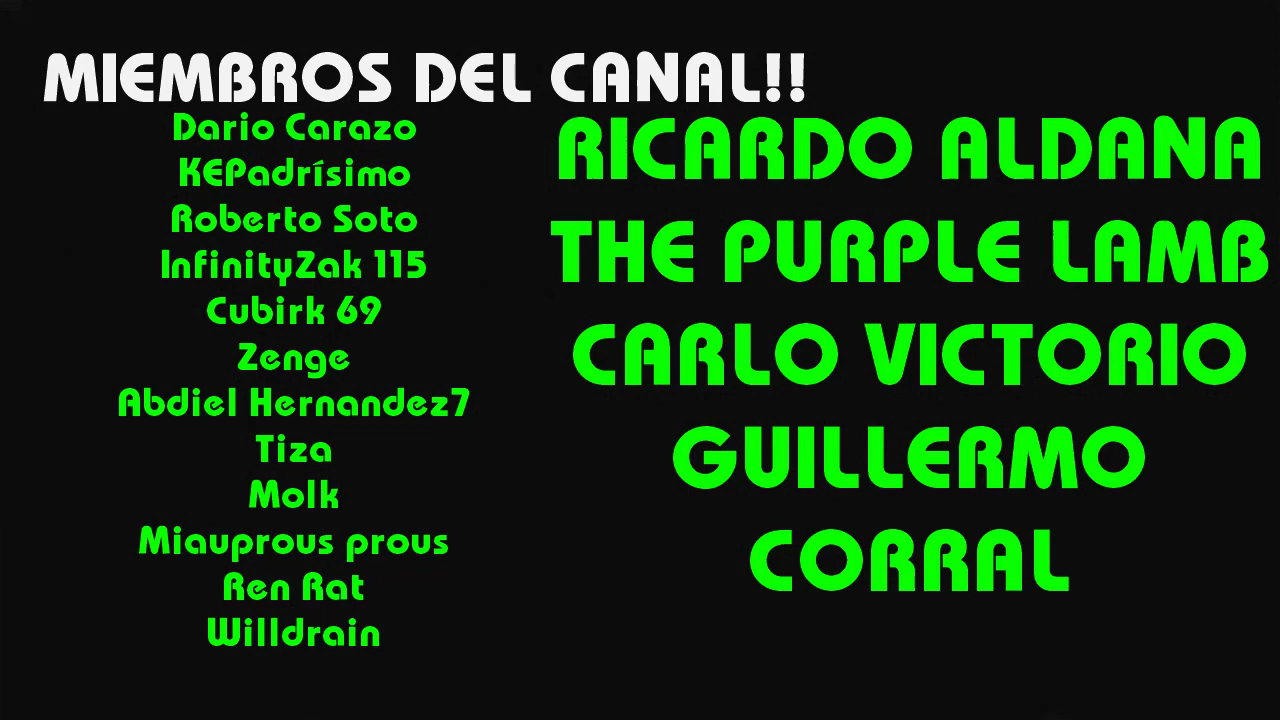 MIEMBROS DEL CANAL!!
Dario Carazo
KEPadrísimo
Roberto Soto
InfinityZak 115
Cubirk 69
Zenge
Abdiel Hernandez7
Tiza
Molk
Miauprous prous
Ren Rat
Willdrain
RICARDO ALDANA
THE PURPLE LAMB
CARLO VICTORIO
GUILLERMO
CORRAL